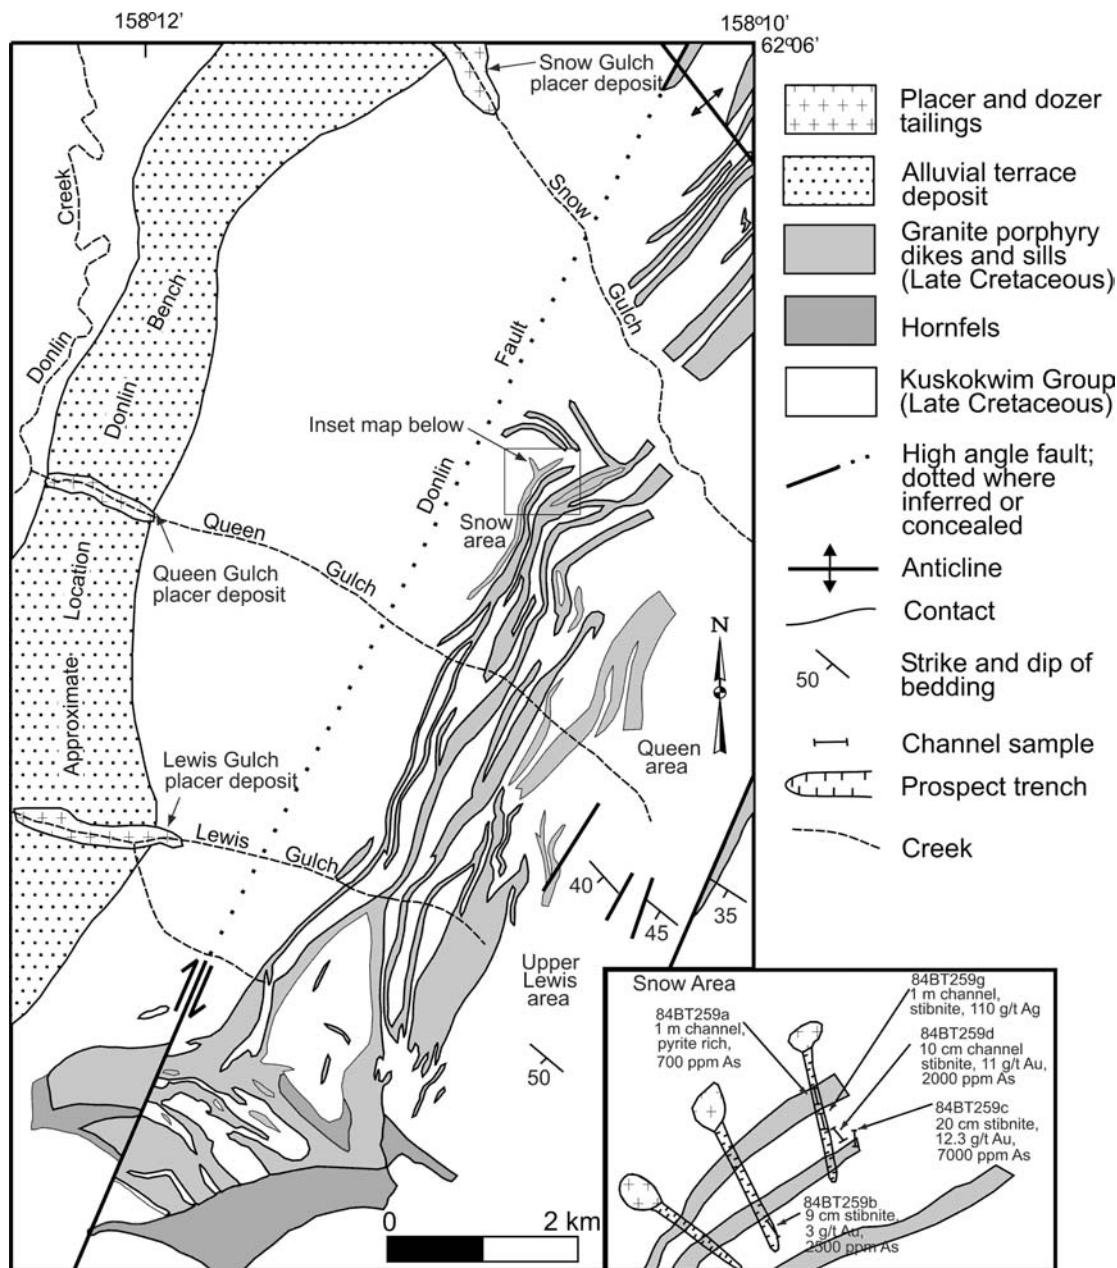 158º12'
158º10'
62º06'
Snow Gulch
placer deposit
Creek
Donlin
Bench
Donlin
Snow
Gulch
Fault
Donlin
Inset map below
Snow
area
Queen
Gulch
Queen Gulch
placer deposit
Location
Approximate
N
Queen
area
Lewis Gulch
placer deposit
Lewis
Gulch
40
45
35
Upper
Lewis
area
50
0
2 km
Placer and dozer
tailings
Alluvial terrace
deposit
Granite porphyry
dikes and sills
(Late Cretaceous)
Hornfels
Kuskokwim Group
(Late Cretaceous)
High angle fault;
dotted where
inferred or
concealed
Anticline
Contact
50
Strike and dip of
bedding
Channel sample
Prospect trench
Creek
Snow Area
84BT259a
1 m channel,
pyrite rich,
700 ppm As
84BT259g
1 m channel,
stibnite, 110 g/t Ag
84BT259d
10 cm channel
stibnite, 11 g/t Au,
2000 ppm As
84BT259c
20 cm stibnite,
12.3 g/t Au,
7000 ppm As
84BT259b
9 cm stibnite,
3 g/t Au,
2500 ppm As